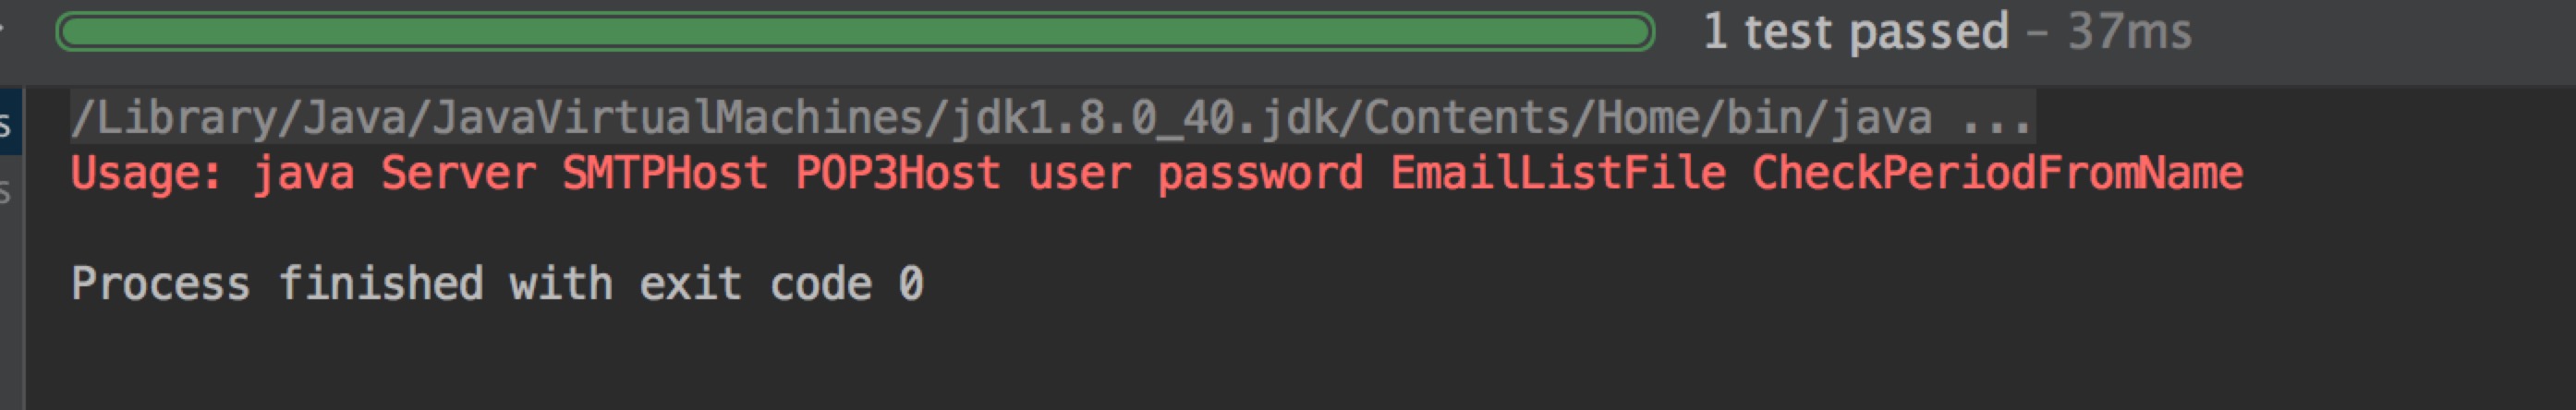 1 test passed – 37ms
/Library/Java/JavaVirtualMachines/jdk1.8.0_40.jdk/Contents/Home/bin/java ...
Usage: java Server SMTPHost POP3Host user password EmailListFile CheckPeriodFromName
Process finished with exit code 0